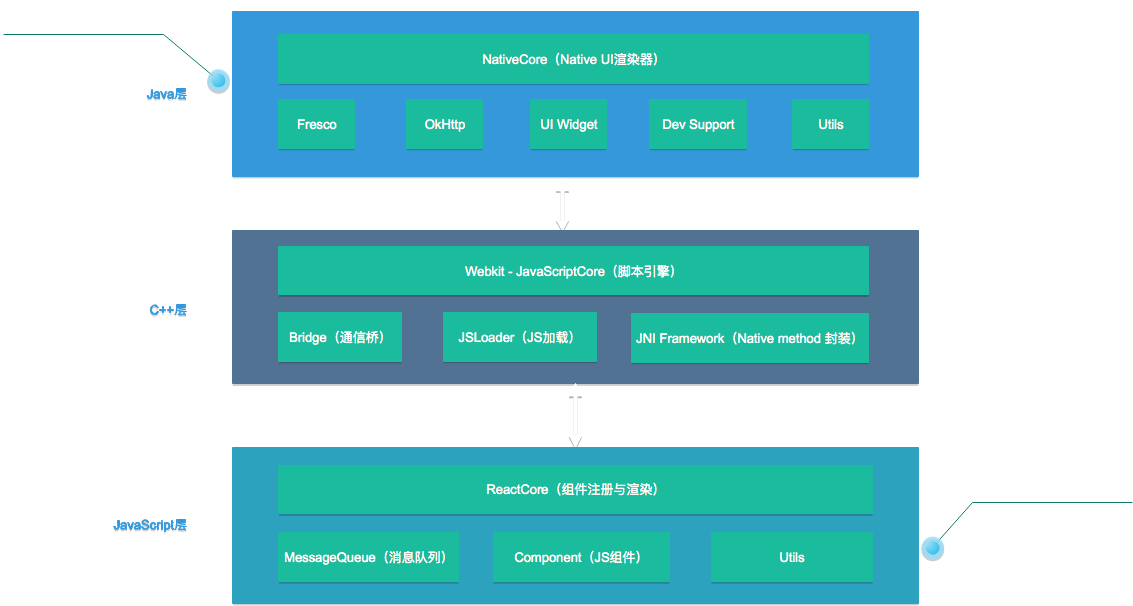 NativeCore（Native UI渲染器）
Java层
Fresco
OkHttp
UI Widget
Dev Support
Utils
Webkit - JavaScriptCore（脚本引擎）
C++层
Bridge（通信桥）
JSLoader（JS加载）
JNI Framework（Native method 封装）
ReactCore（组件注册与渲染）
JavaScript层
MessageQueue（消息队列）
Component（JS组件）
Utils